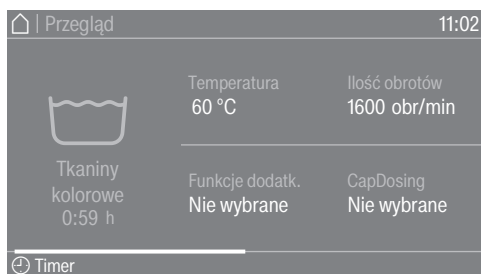 | Przegląd 11:02
Temperatura Ilość obrotów
60 °C 1600 obr/min
Tkaniny
kolorowe
0:59 h
Funkcje dodatk. CapDosing
Nie wybrane Nie wybrane
Timer